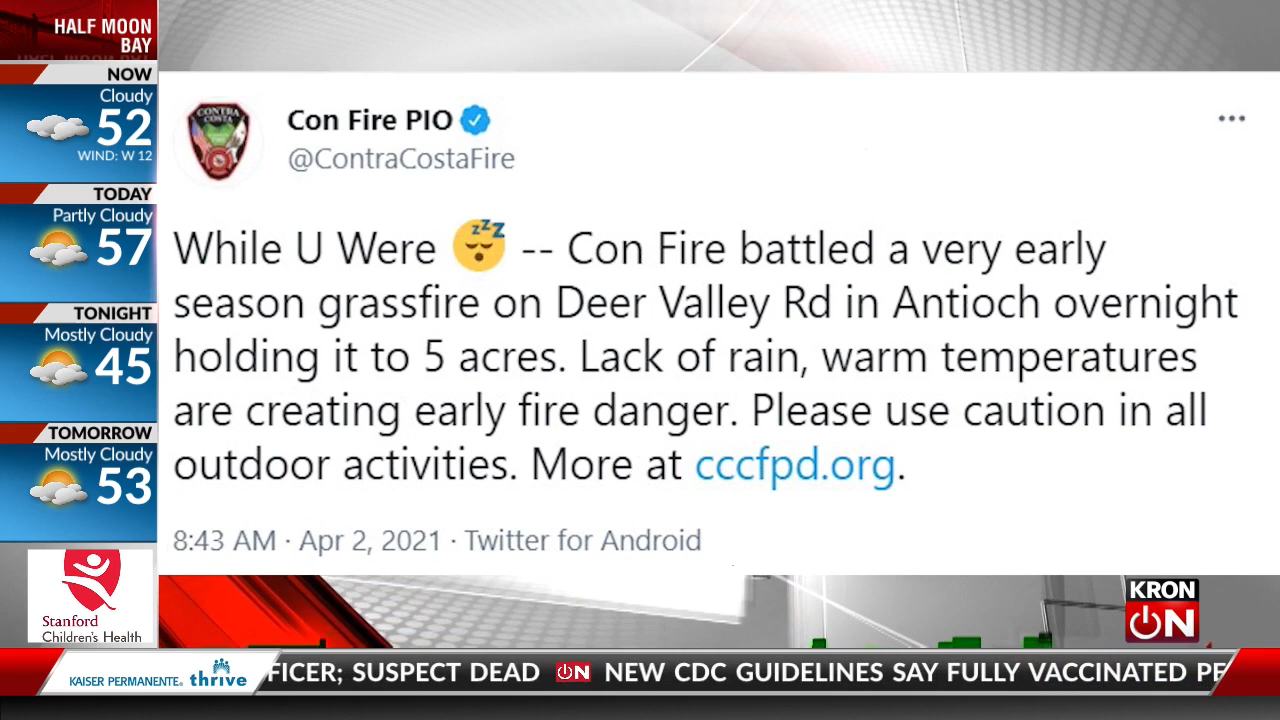 HALF MOON
BAY
NOW
Cloudy
52
WIND: W 12
TODAY
Partly Cloudy
57
TONIGHT
Mostly Cloudy
45
TOMORROW
Mostly Cloudy
53
Stanford
Children's Health
CONTRA
COSTA
Con Fire PIO
@ContraCostaFire
While U Were 😴 -- Con Fire battled a very early
season grassfire on Deer Valley Rd in Antioch overnight
holding it to 5 acres. Lack of rain, warm temperatures
are creating early fire danger. Please use caution in all
outdoor activities. More at cccfpd.org.
8:43 AM · Apr 2, 2021 · Twitter for Android
KRON
ON
KAISER PERMANENTE® thrive
FICER; SUSPECT DEAD ON NEW CDC GUIDELINES SAY FULLY VACCINATED PE